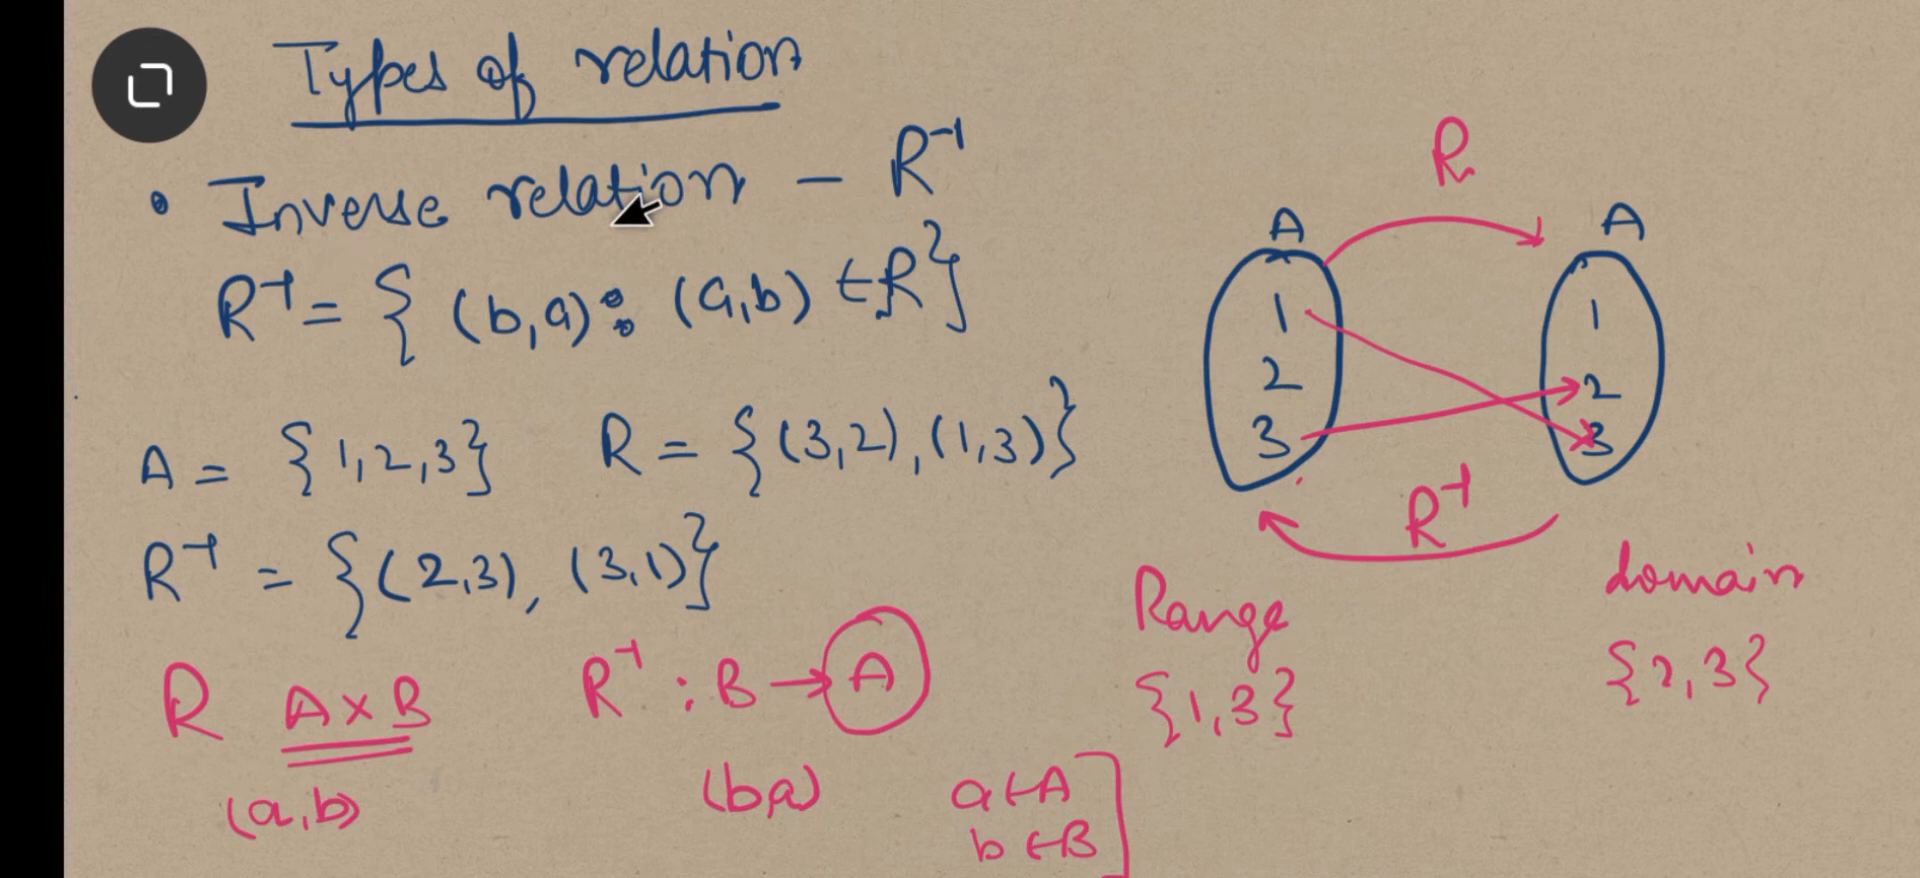 Types of relation
• Inverse relation – R⁻¹
R⁻¹ = { (b,a) : (a,b) ∈ R }
A = {1,2,3} R = {(3,2),(1,3)}
R⁻¹ = {(2,3), (3,1)}
R A×B R⁻¹ : B → A
(a,b) (b,a) a∈A
b∈B
R
A A
1 1
2 2
3 3
R⁻¹
Range domain
{1,3} {2,3}